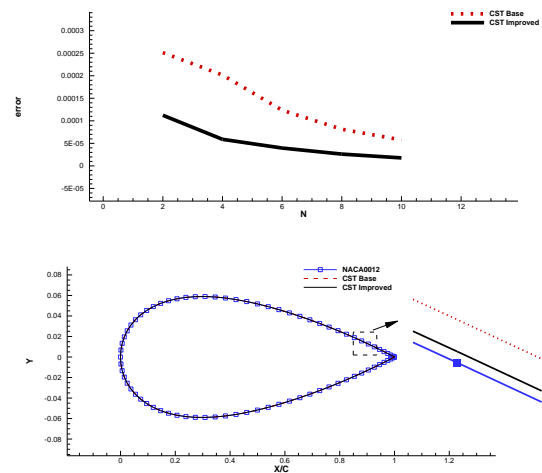 CST Base
CST Improved
0.0003
0.00025
0.0002
0.00015
0.0001
5E-05
0
5E-05
error
0 2 4 6 8 10 12
N
NACA0012
CST Base
CST Improved
0.08
0.06
0.04
0.02
0
-0.02
-0.04
-0.06
-0.08
Y
0 0.2 0.4 0.6 0.8 1 1.2
X/C